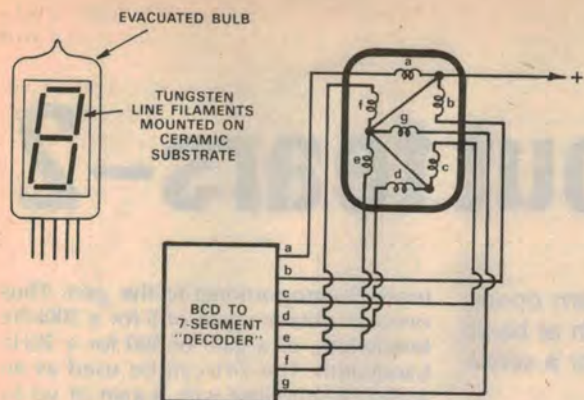 EVACUATED BULB
TUNGSTEN
LINE FILAMENTS
MOUNTED ON
CERAMIC
SUBSTRATE
a
+
f
b
g
e
c
d
BCD TO
7-SEGMENT
"DECODER"
a
b
c
d
e
f
g